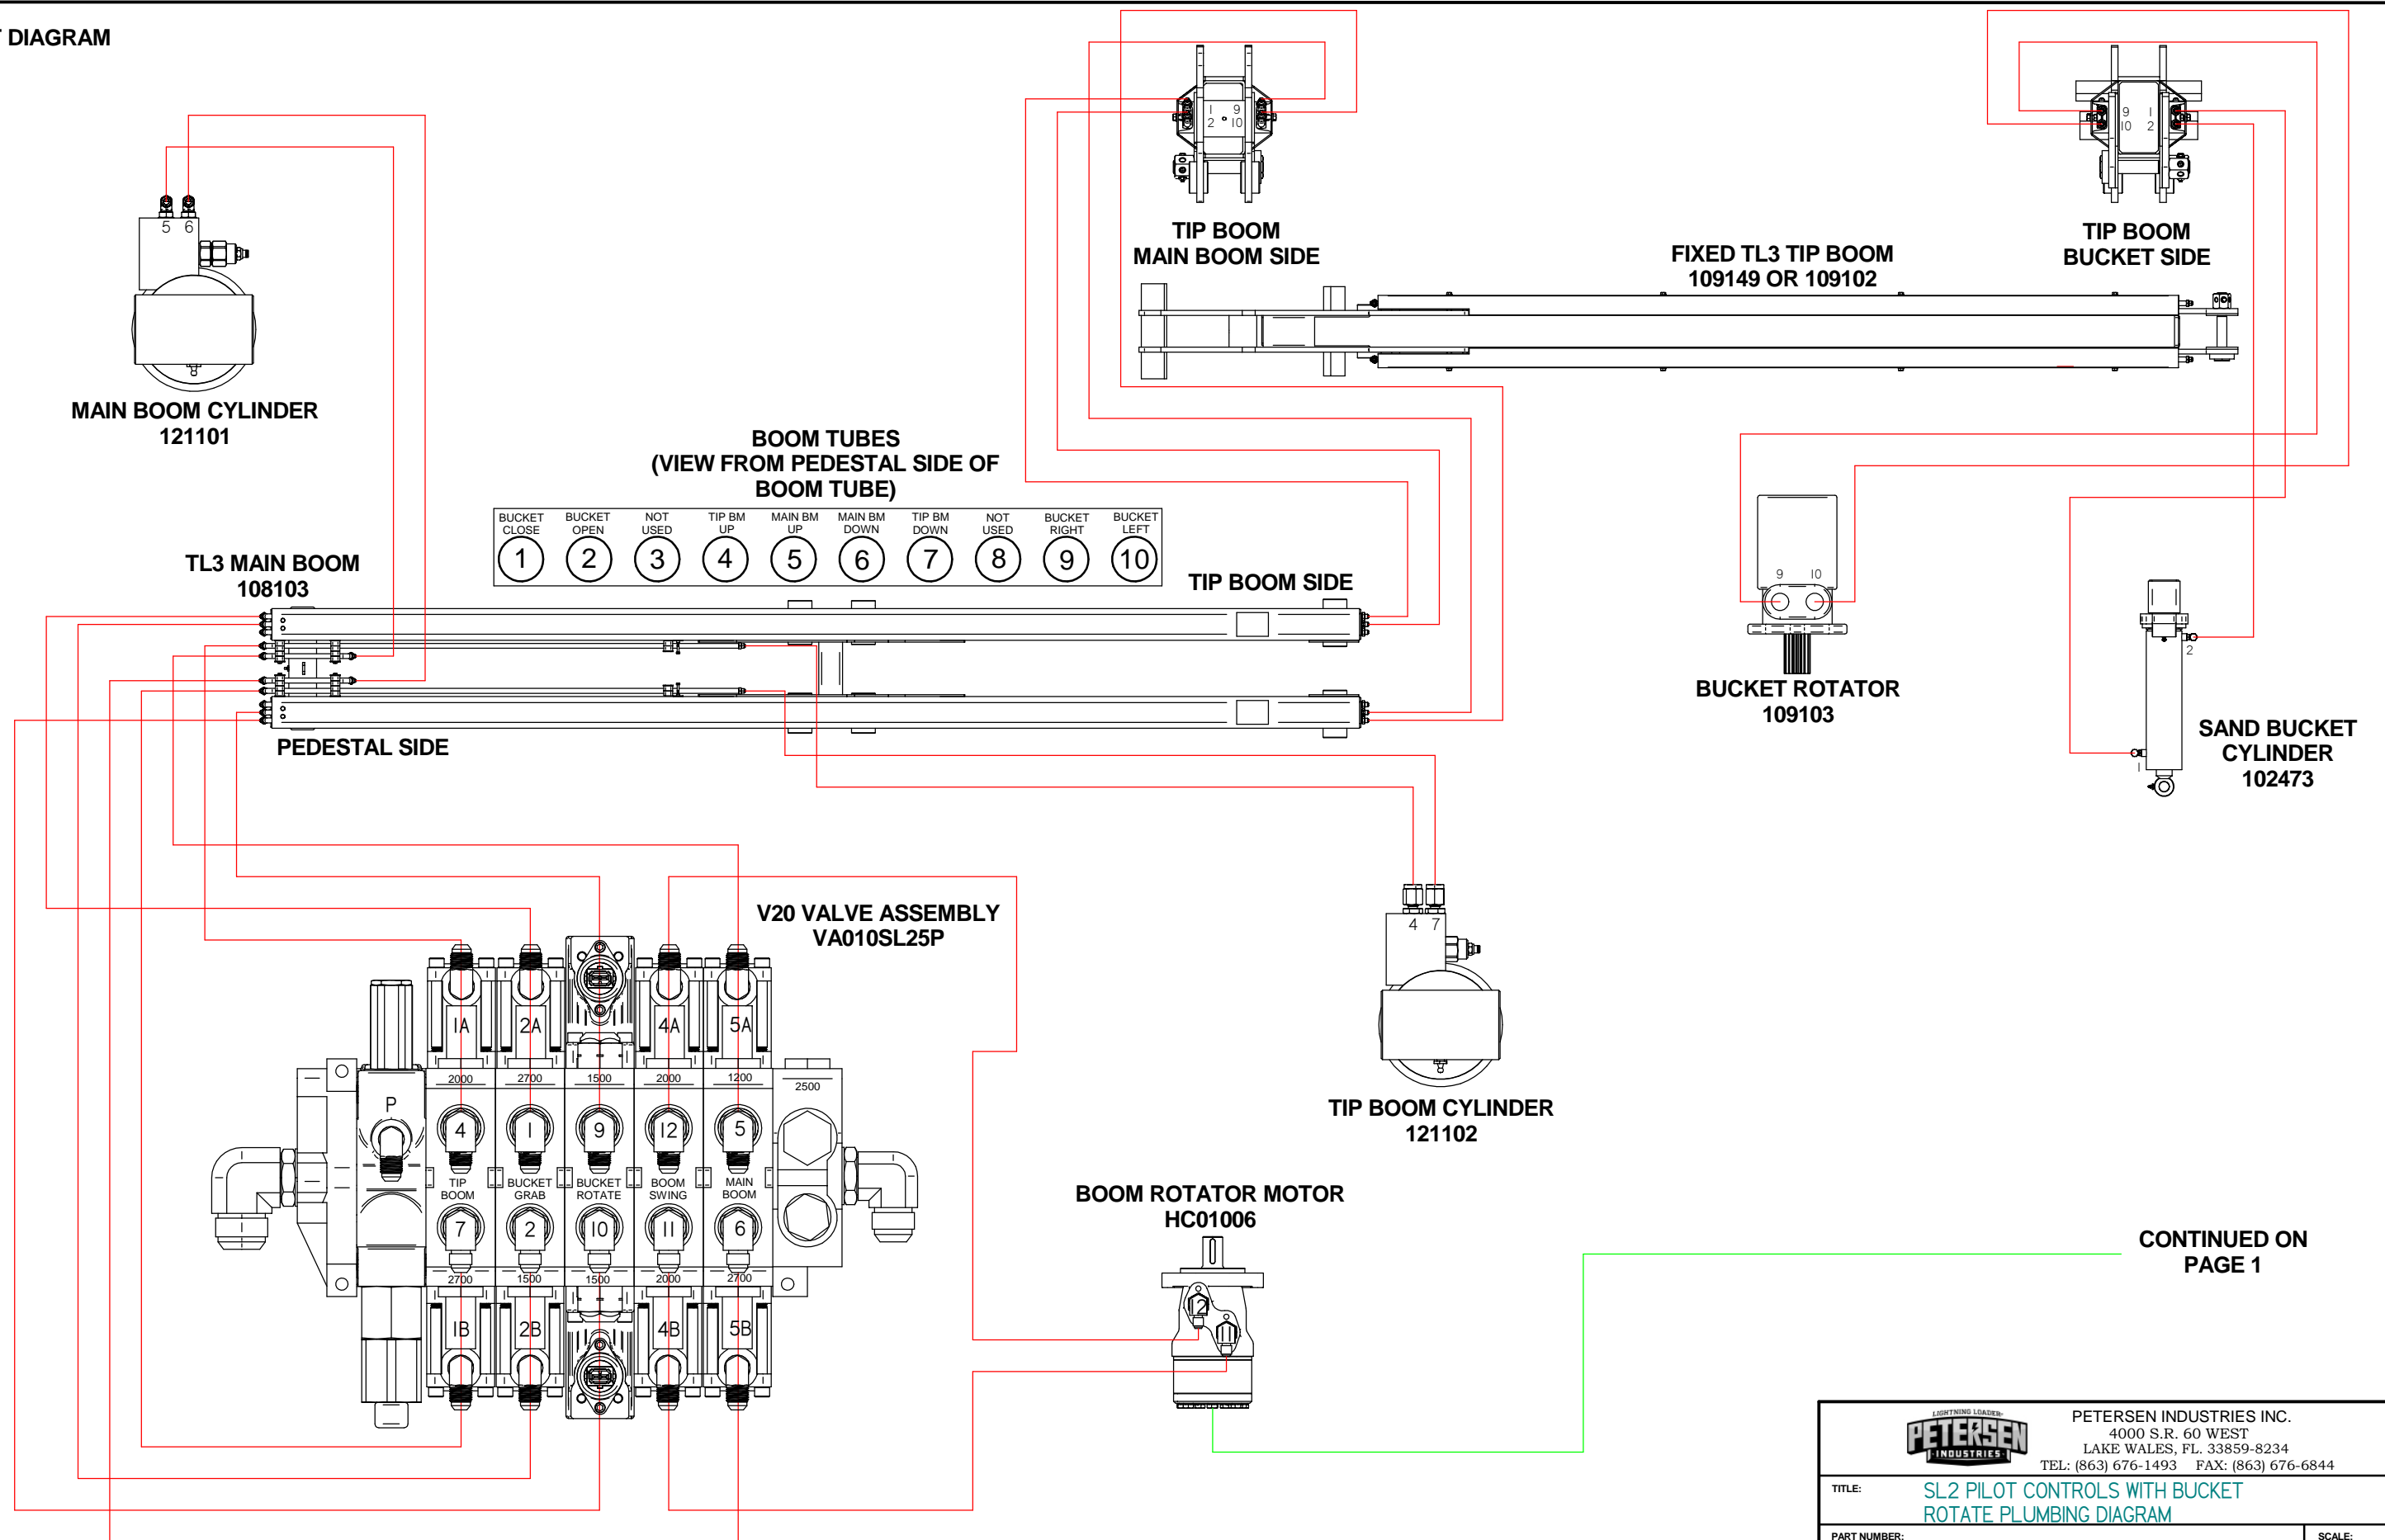 DIAGRAM
1 9
2 10
9 1
10 2
TIP BOOM
MAIN BOOM SIDE
TIP BOOM
BUCKET SIDE
FIXED TL3 TIP BOOM
109149 OR 109102
5 6
MAIN BOOM CYLINDER
121101
BOOM TUBES
(VIEW FROM PEDESTAL SIDE OF
BOOM TUBE)
BUCKET CLOSE 1
BUCKET OPEN 2
NOT USED 3
TIP BM UP 4
MAIN BM UP 5
MAIN BM DOWN 6
TIP BM DOWN 7
NOT USED 8
BUCKET RIGHT 9
BUCKET LEFT 10
TL3 MAIN BOOM
108103
TIP BOOM SIDE
PEDESTAL SIDE
9 10
BUCKET ROTATOR
109103
2
1
SAND BUCKET
CYLINDER
102473
V20 VALVE ASSEMBLY
VA010SL25P
1A 2A 4A 5A
2000 2700 1500 2000 1200 2500
P
4 1 9 12 5
TIP BOOM
BUCKET GRAB
BUCKET ROTATE
BOOM SWING
MAIN BOOM
7 2 10 11 6
2700 1500 1500 2000 2700
1B 2B 4B 5B
4 7
TIP BOOM CYLINDER
121102
BOOM ROTATOR MOTOR
HC01006
12
11
CONTINUED ON
PAGE 1
LIGHTNING LOADER
PETERSEN
INDUSTRIES
PETERSEN INDUSTRIES INC.
4000 S.R. 60 WEST
LAKE WALES, FL. 33859-8234
TEL: (863) 676-1493 FAX: (863) 676-6844
TITLE:
SL2 PILOT CONTROLS WITH BUCKET
ROTATE PLUMBING DIAGRAM
PART NUMBER:
SCALE: